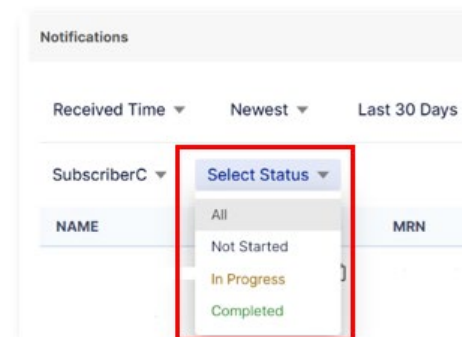 Notifications
Received Time Newest Last 30 Days
SubscriberC Select Status
All
NAME MRN
Not Started
In Progress
Completed